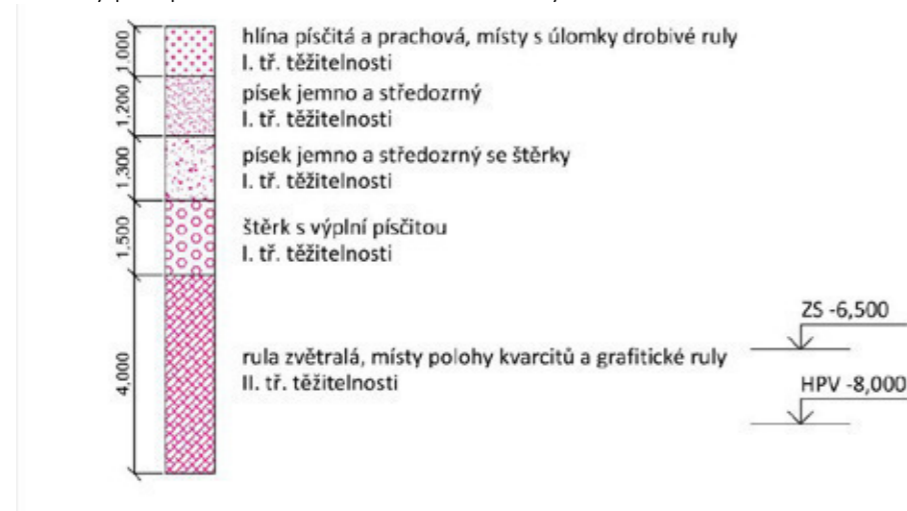 1.000
hlína písčitá a prachová, místy s úlomky drobivé ruly
I. tř. těžitelnosti
1.200
písek jemno a středozrný
I. tř. těžitelnosti
1.300
písek jemno a středozrný se štěrky
I. tř. těžitelnosti
1.500
štěrk s výplní písčitou
I. tř. těžitelnosti
4.000
rula zvětralá, místy polohy kvarcitů a grafitické ruly
II. tř. těžitelnosti
ZS -6,500
HPV -8,000